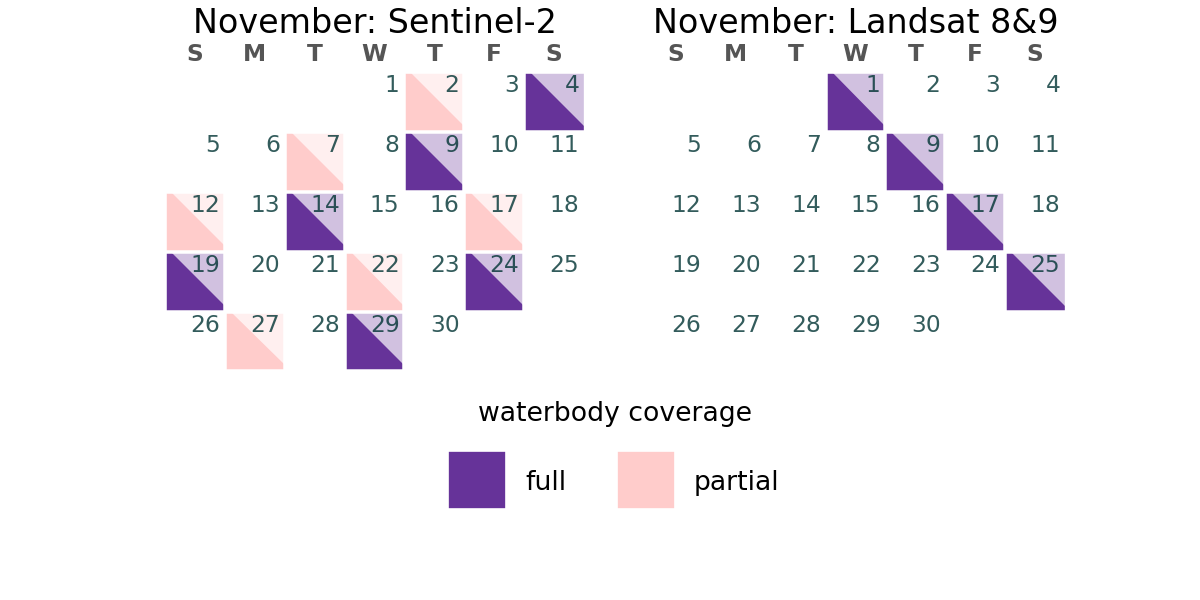 November: Sentinel-2
S M T W T F S
1 2 3 4
5 6 7 8 9 10 11
12 13 14 15 16 17 18
19 20 21 22 23 24 25
26 27 28 29 30
November: Landsat 8&9
S M T W T F S
1 2 3 4
5 6 7 8 9 10 11
12 13 14 15 16 17 18
19 20 21 22 23 24 25
26 27 28 29 30
waterbody coverage
full
partial